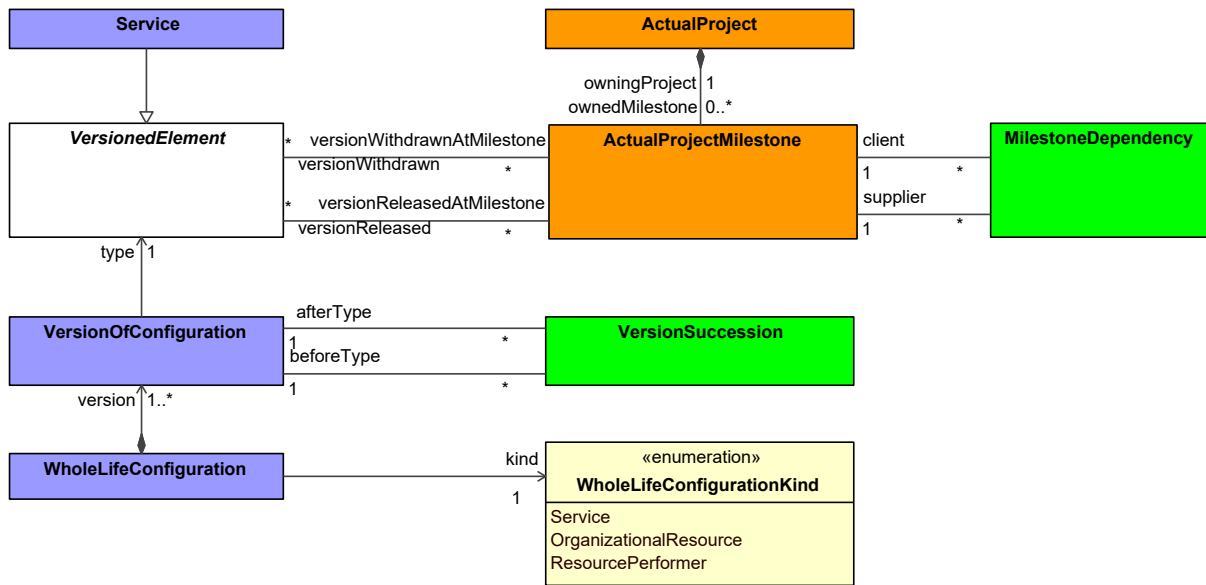 Service
ActualProject
owningProject 1
ownedMilestone 0..*
VersionedElement
* versionWithdrawnAtMilestone
versionWithdrawn *
* versionReleasedAtMilestone
versionReleased *
ActualProjectMilestone
client
1 *
supplier
1 *
MilestoneDependency
type 1
VersionOfConfiguration
afterType
1 *
beforeType
1 *
VersionSuccession
version 1..*
WholeLifeConfiguration
kind
1
«enumeration»
WholeLifeConfigurationKind
Service
OrganizationalResource
ResourcePerformer